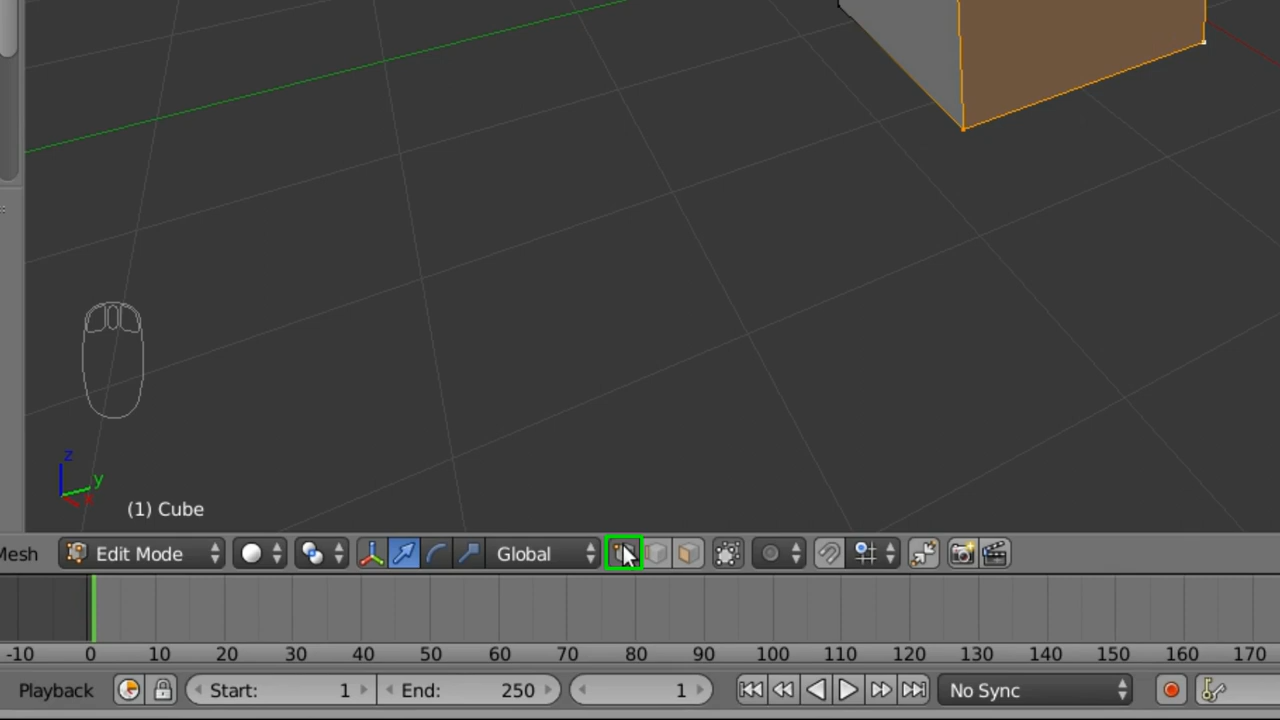 z
y
x
(1) Cube
Mesh Edit Mode Global
-10 0 10 20 30 40 50 60 70 80 90 100 110 120 130 140 150 160 170
Playback Start: 1 End: 250 1 No Sync